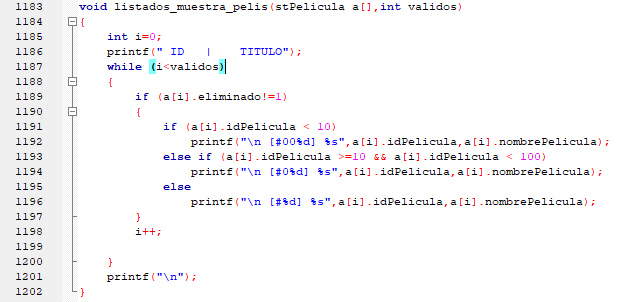 1183 void listados_muestra_pelis(stPelicula a[],int validos)
1184 {
1185     int i=0;
1186     printf(" ID   |    TITULO");
1187     while (i<validos)
1188     {
1189         if (a[i].eliminado!=1)
1190         {
1191             if (a[i].idPelicula < 10)
1192                 printf("\n [#00%d] %s",a[i].idPelicula,a[i].nombrePelicula);
1193             else if (a[i].idPelicula >=10 && a[i].idPelicula < 100)
1194                 printf("\n [#0%d] %s",a[i].idPelicula,a[i].nombrePelicula);
1195             else
1196                 printf("\n [#%d] %s",a[i].idPelicula,a[i].nombrePelicula);
1197         }
1198         i++;
1199
1200     }
1201     printf("\n");
1202 }